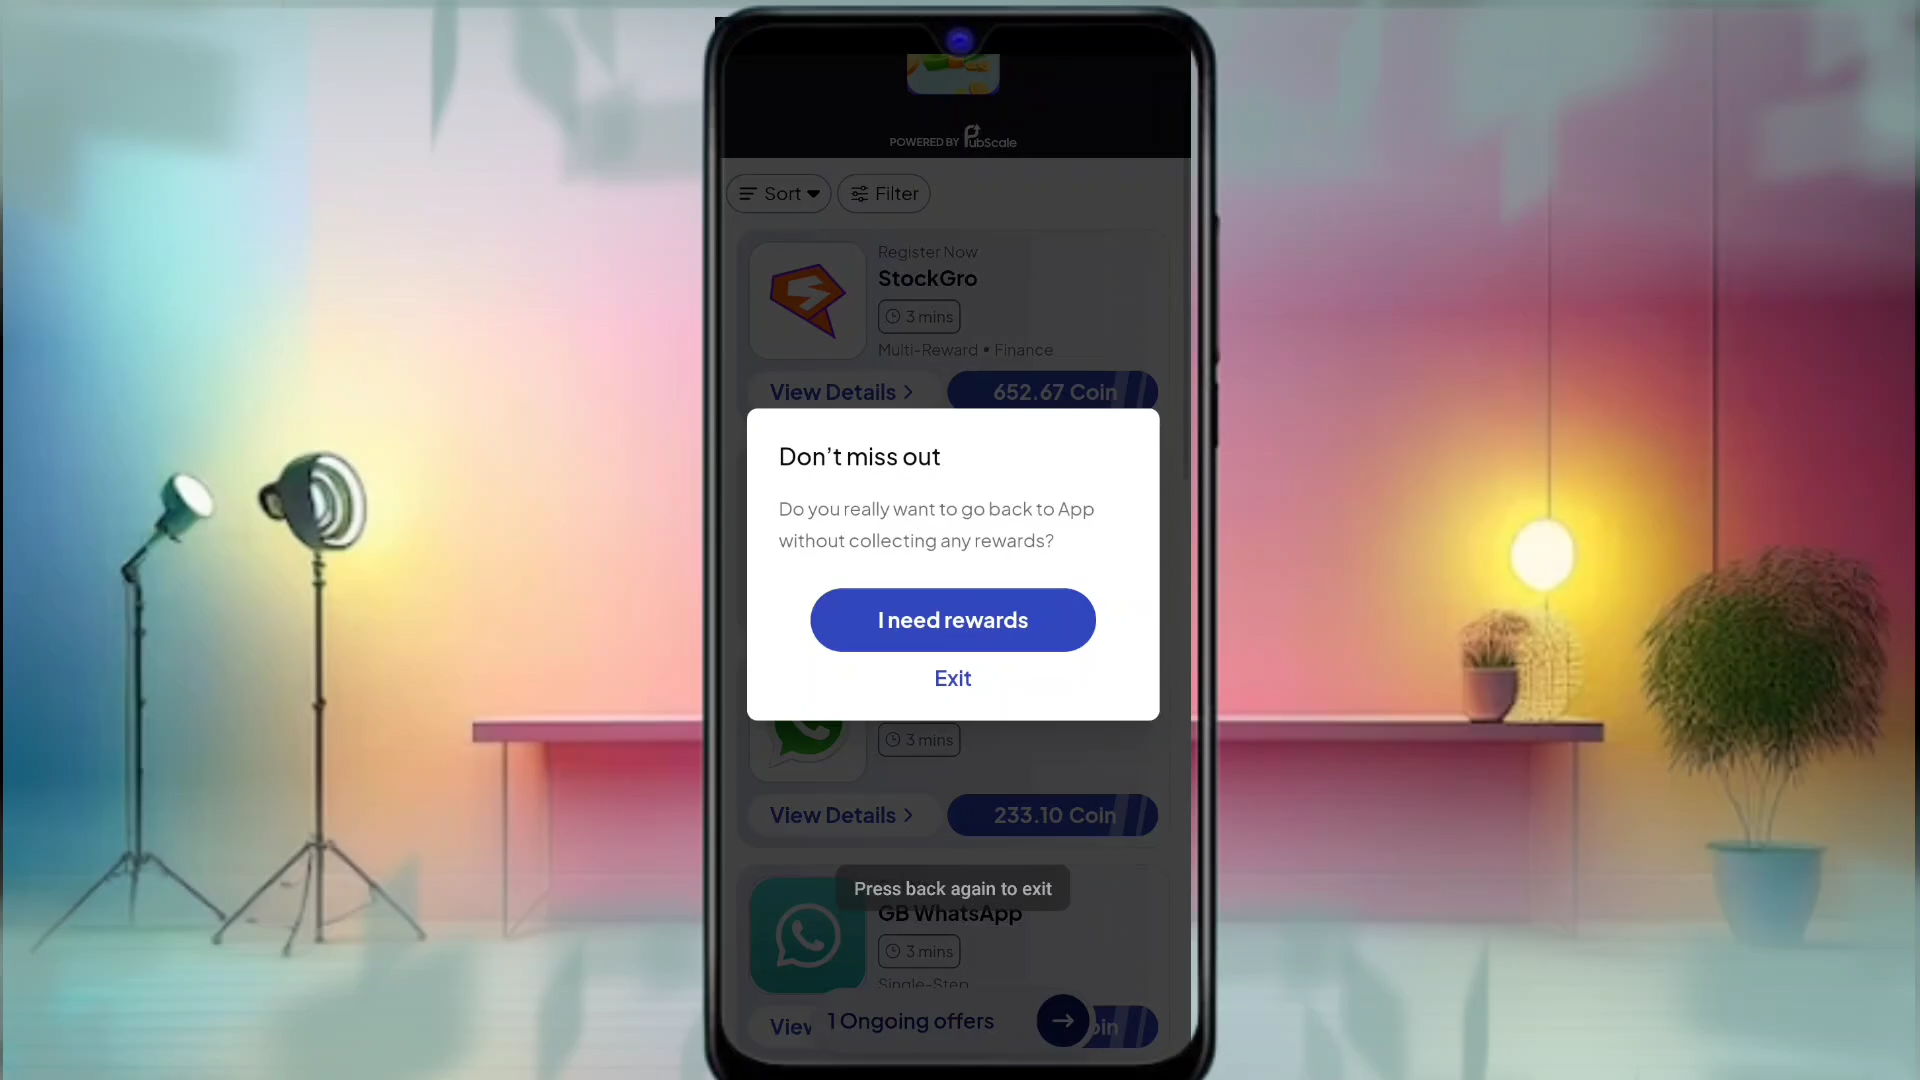 POWERED BY PubScale
Sort
Filter
Register Now
StockGro
3 mins
Multi-Reward • Finance
View Details >
652.67 Coin
Don't miss out
Do you really want to go back to App
without collecting any rewards?
I need rewards
Exit
3 mins
View Details >
233.10 Coin
Press back again to exit
GB WhatsApp
3 mins
Single-Step
1 Ongoing offers